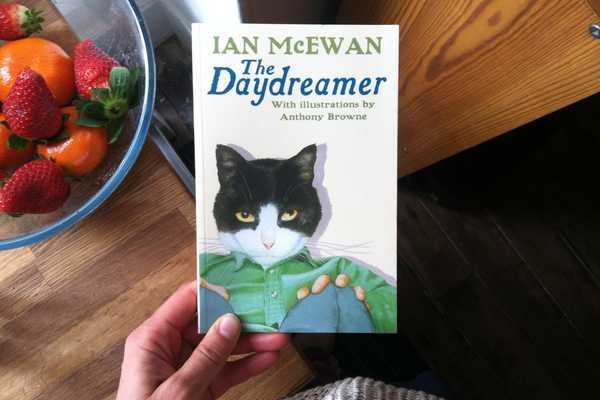 IAN McEWAN
The
Daydreamer
With illustrations by
Anthony Browne